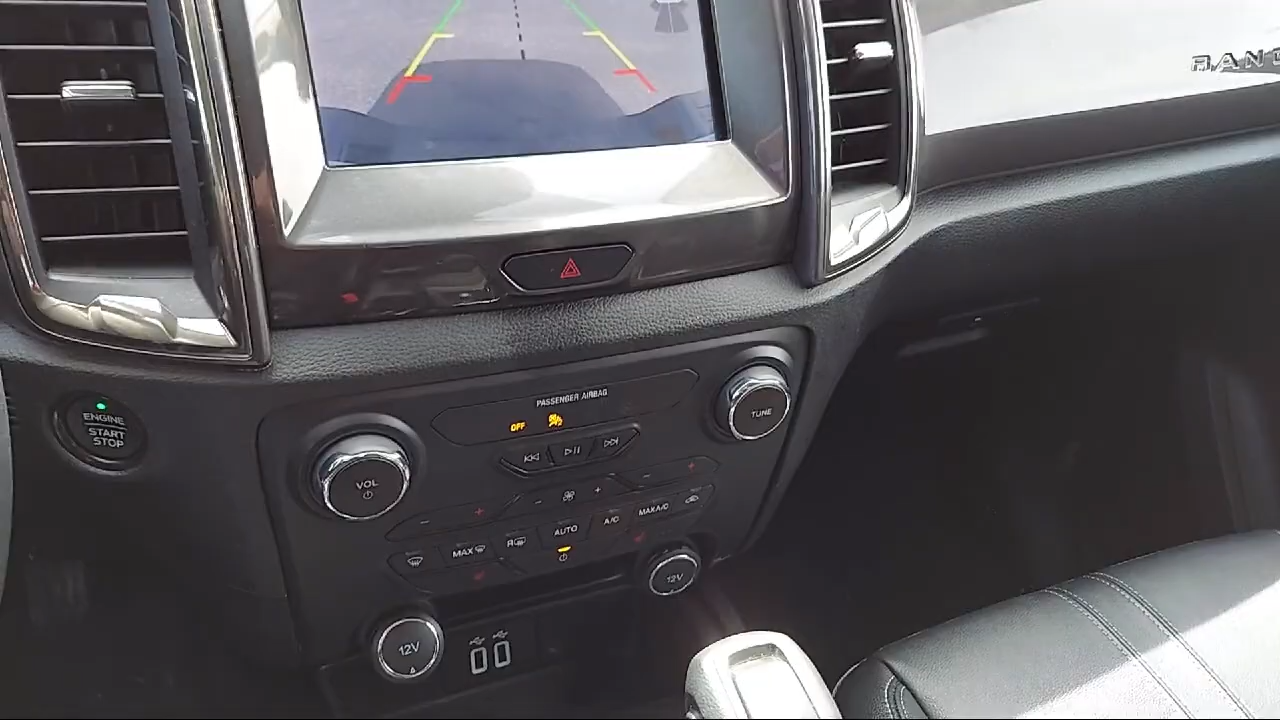 RANG
ENGINE
START
STOP
PASSENGER AIRBAG
OFF
VOL
TUNE
MAX
R
AUTO
A/C
MAX A/C
12V
12V